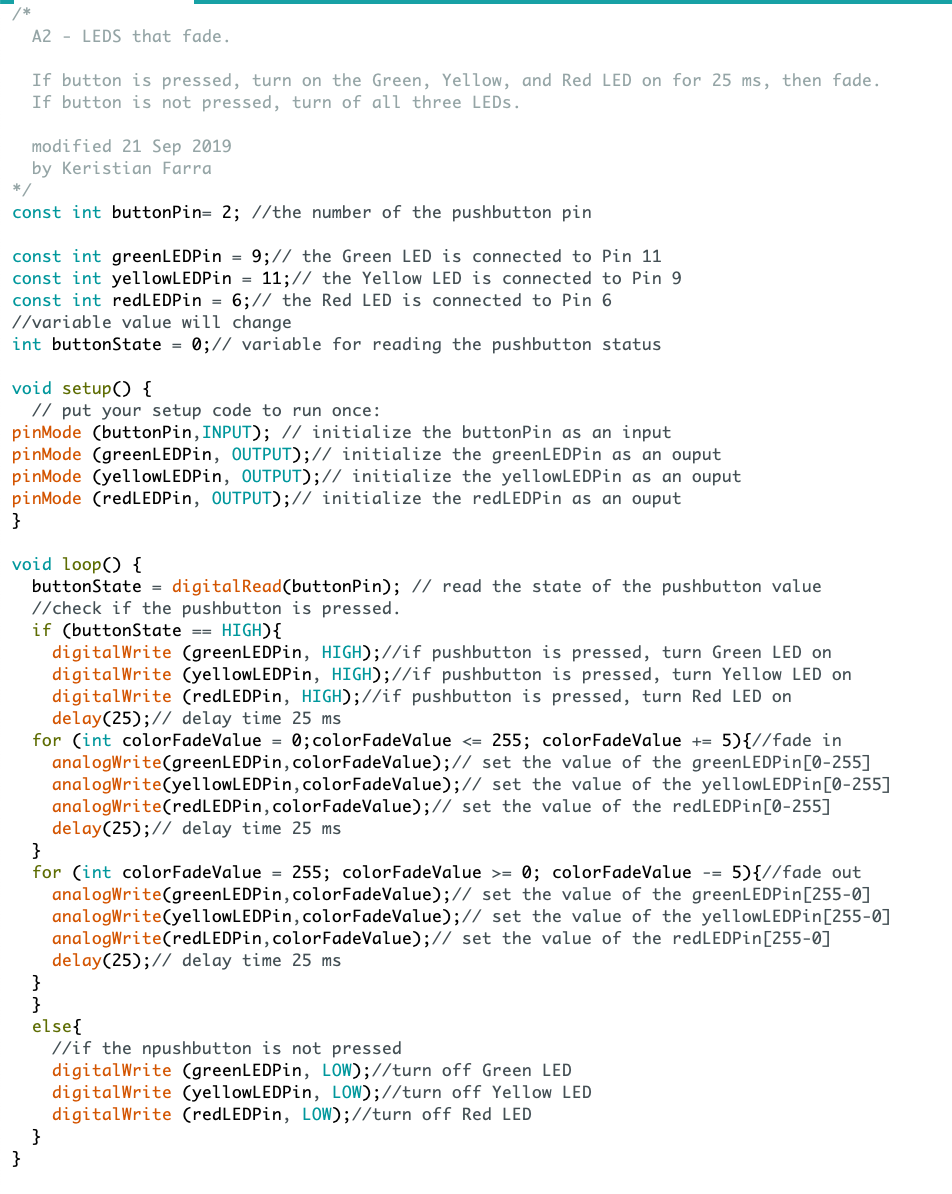 /*
  A2 - LEDS that fade.

  If button is pressed, turn on the Green, Yellow, and Red LED on for 25 ms, then fade.
  If button is not pressed, turn of all three LEDs.

  modified 21 Sep 2019
  by Keristian Farra
*/
const int buttonPin= 2; //the number of the pushbutton pin

const int greenLEDPin = 9;// the Green LED is connected to Pin 11
const int yellowLEDPin = 11;// the Yellow LED is connected to Pin 9
const int redLEDPin = 6;// the Red LED is connected to Pin 6
//variable value will change
int buttonState = 0;// variable for reading the pushbutton status

void setup() {
  // put your setup code to run once:
pinMode (buttonPin,INPUT); // initialize the buttonPin as an input
pinMode (greenLEDPin, OUTPUT);// initialize the greenLEDPin as an ouput
pinMode (yellowLEDPin, OUTPUT);// initialize the yellowLEDPin as an ouput
pinMode (redLEDPin, OUTPUT);// initialize the redLEDPin as an ouput
}

void loop() {
  buttonState = digitalRead(buttonPin); // read the state of the pushbutton value
  //check if the pushbutton is pressed.
  if (buttonState == HIGH){
    digitalWrite (greenLEDPin, HIGH);//if pushbutton is pressed, turn Green LED on
    digitalWrite (yellowLEDPin, HIGH);//if pushbutton is pressed, turn Yellow LED on
    digitalWrite (redLEDPin, HIGH);//if pushbutton is pressed, turn Red LED on
    delay(25);// delay time 25 ms
  for (int colorFadeValue = 0;colorFadeValue <= 255; colorFadeValue += 5){//fade in
    analogWrite(greenLEDPin,colorFadeValue);// set the value of the greenLEDPin[0-255]
    analogWrite(yellowLEDPin,colorFadeValue);// set the value of the yellowLEDPin[0-255]
    analogWrite(redLEDPin,colorFadeValue);// set the value of the redLEDPin[0-255]
    delay(25);// delay time 25 ms
  }
  for (int colorFadeValue = 255; colorFadeValue >= 0; colorFadeValue -= 5){//fade out
    analogWrite(greenLEDPin,colorFadeValue);// set the value of the greenLEDPin[255-0]
    analogWrite(yellowLEDPin,colorFadeValue);// set the value of the yellowLEDPin[255-0]
    analogWrite(redLEDPin,colorFadeValue);// set the value of the redLEDPin[255-0]
    delay(25);// delay time 25 ms
  }
  }
  else{
    //if the npushbutton is not pressed
    digitalWrite (greenLEDPin, LOW);//turn off Green LED
    digitalWrite (yellowLEDPin, LOW);//turn off Yellow LED
    digitalWrite (redLEDPin, LOW);//turn off Red LED
  }
}